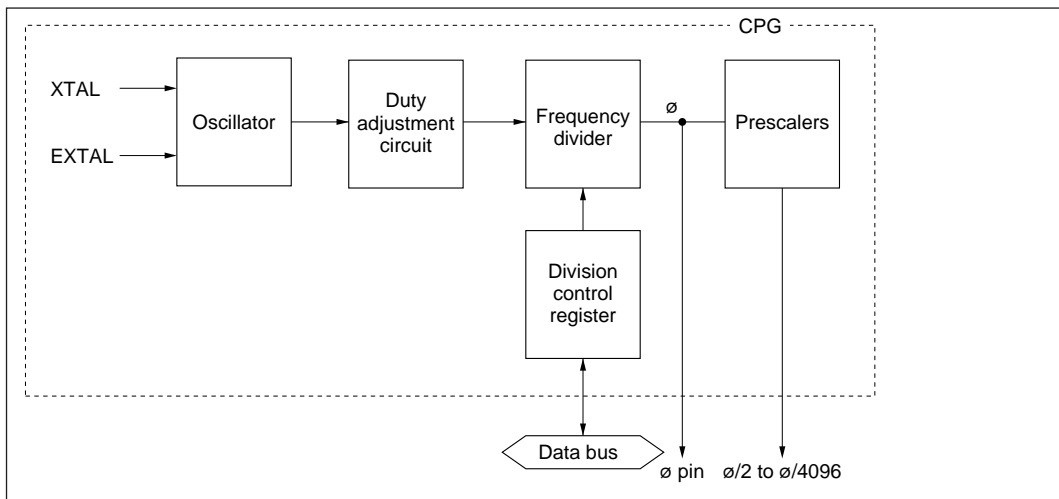 CPG
XTAL
EXTAL
Oscillator
Duty
adjustment
circuit
Frequency
divider
ø
Prescalers
Division
control
register
Data bus
ø pin
ø/2 to ø/4096